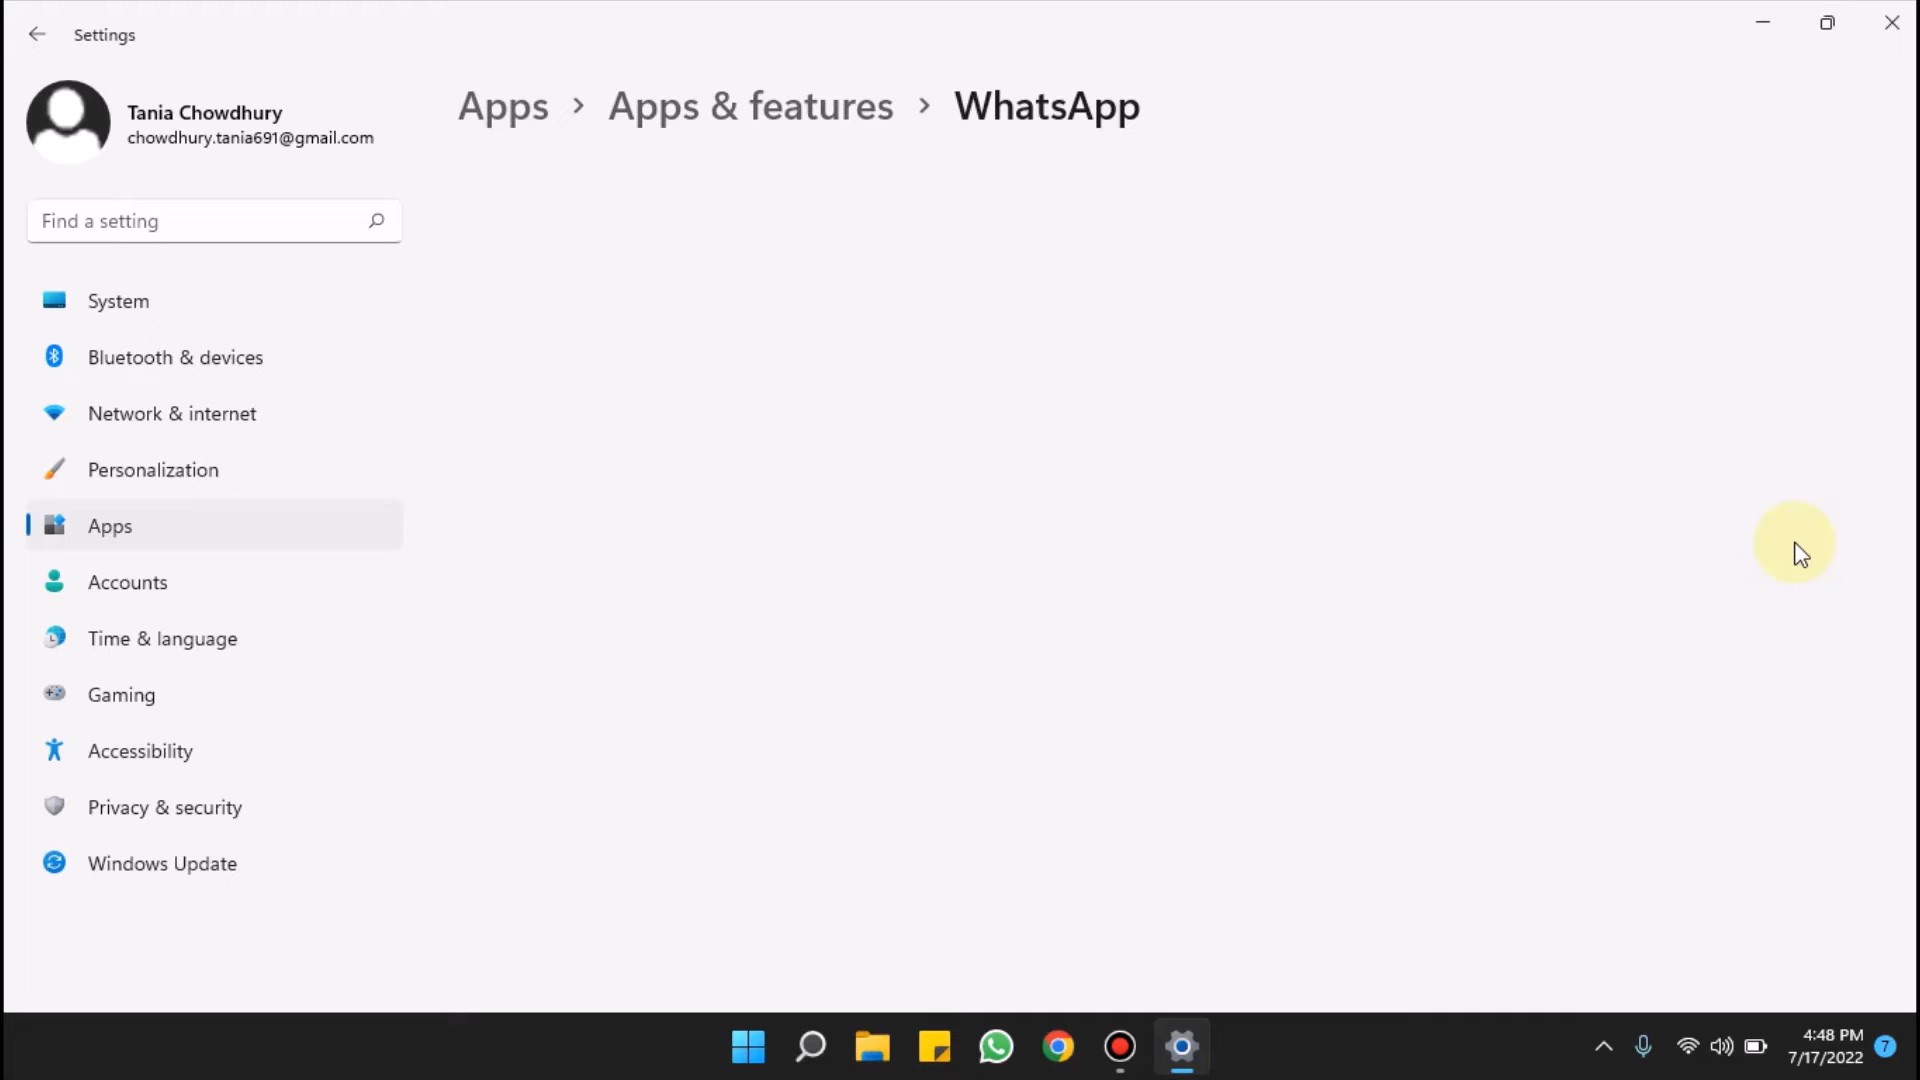 Settings
Tania Chowdhury
chowdhury.tania691@gmail.com
Apps > Apps & features > WhatsApp
Find a setting
System
Bluetooth & devices
Network & internet
Personalization
Apps
Accounts
Time & language
Gaming
Accessibility
Privacy & security
Windows Update
4:48 PM
7/17/2022
7